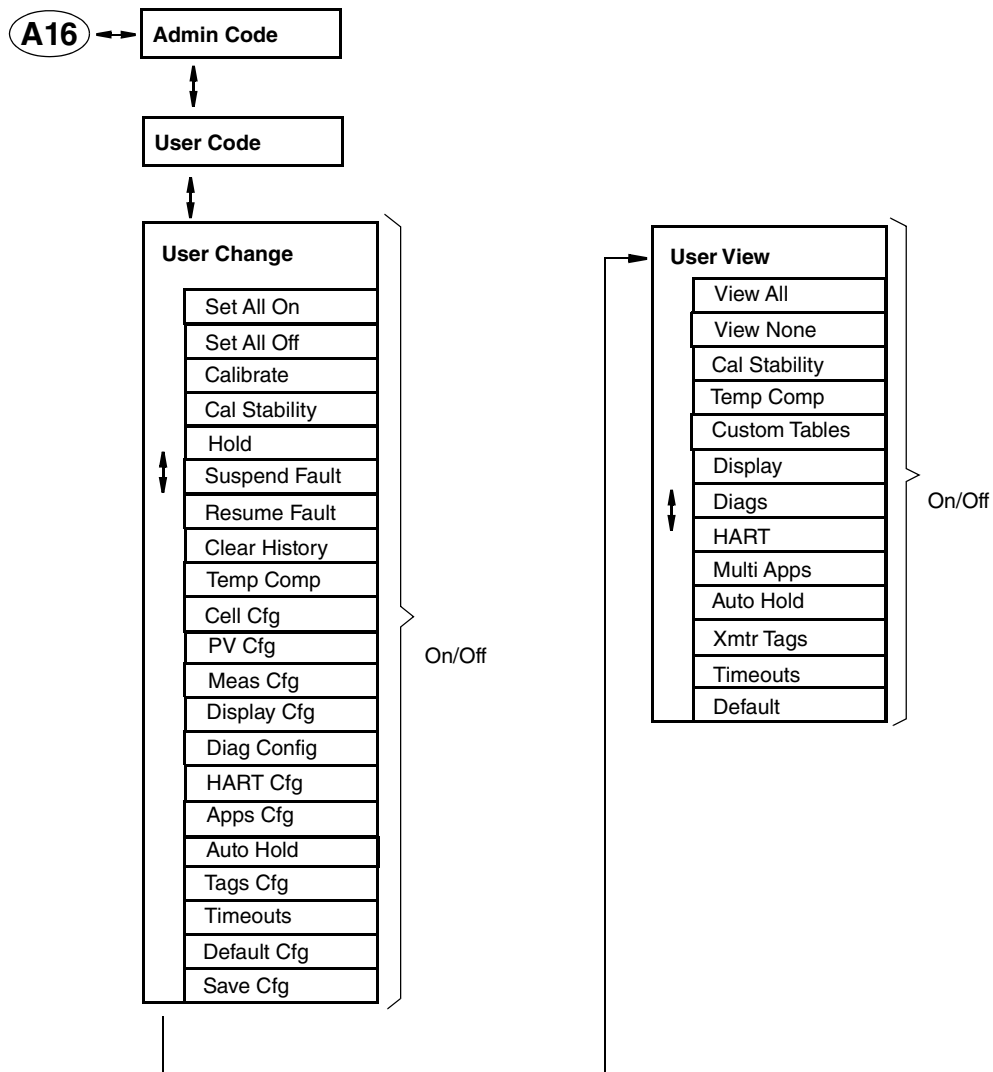 A16
Admin Code
User Code
User Change
Set All On
Set All Off
Calibrate
Cal Stability
Hold
Suspend Fault
Resume Fault
Clear History
Temp Comp
Cell Cfg
PV Cfg
Meas Cfg
Display Cfg
Diag Config
HART Cfg
Apps Cfg
Auto Hold
Tags Cfg
Timeouts
Default Cfg
Save Cfg
On/Off
User View
View All
View None
Cal Stability
Temp Comp
Custom Tables
Display
Diags
HART
Multi Apps
Auto Hold
Xmtr Tags
Timeouts
Default
On/Off